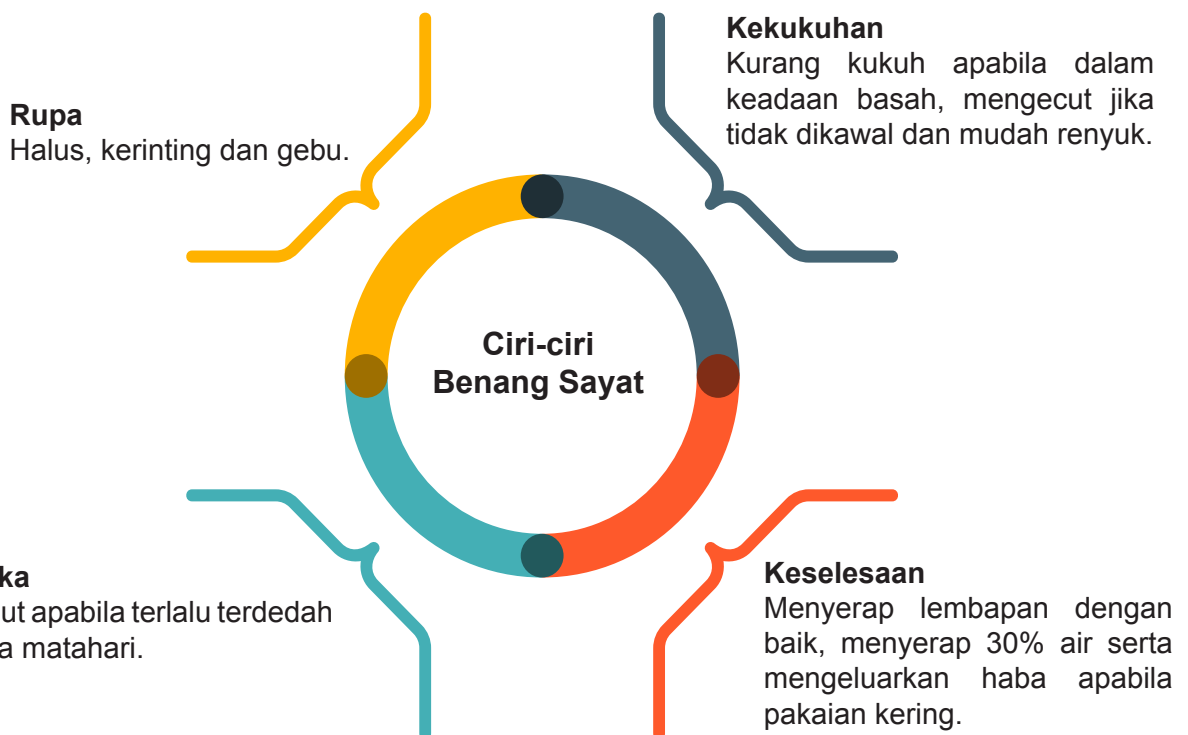 Kekukuhan
Kurang kukuh apabila dalam
keadaan basah, mengecut jika
tidak dikawal dan mudah renyuk.
Rupa
Halus, kerinting dan gebu.
Ciri-ciri
Benang Sayat
apabila terlalu terdedah
matahari.
Keselesaan
Menyerap lembapan dengan
baik, menyerap 30% air serta
mengeluarkan haba apabila
pakaian kering.